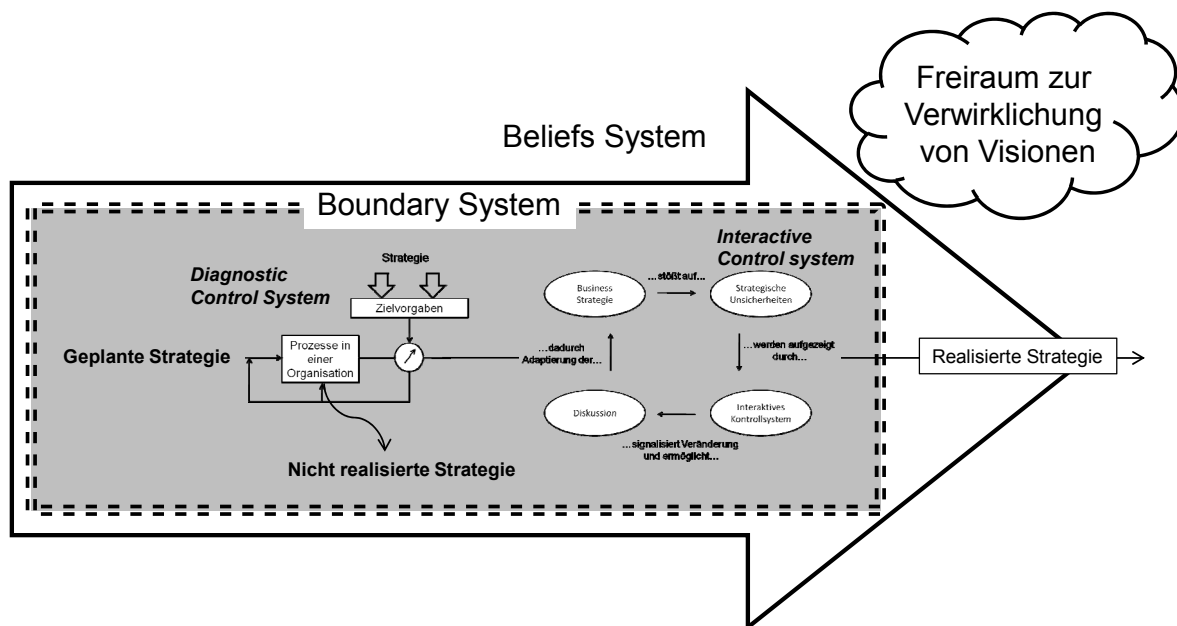 Freiraum zur
Verwirklichung
von Visionen
Beliefs System
Boundary System
Diagnostic
Control System
Strategie
Zielvorgaben
Geplante Strategie
Prozesse in
einer
Organisation
Nicht realisierte Strategie
Interactive
Control system
Business
Strategie
…stößt auf…
Strategische
Unsicherheiten
…dadurch
Adaptierung der…
…werden aufgezeigt
durch…
Diskussion
Interaktives
Kontrollsystem
…signalisiert Veränderung
und ermöglicht…
Realisierte Strategie